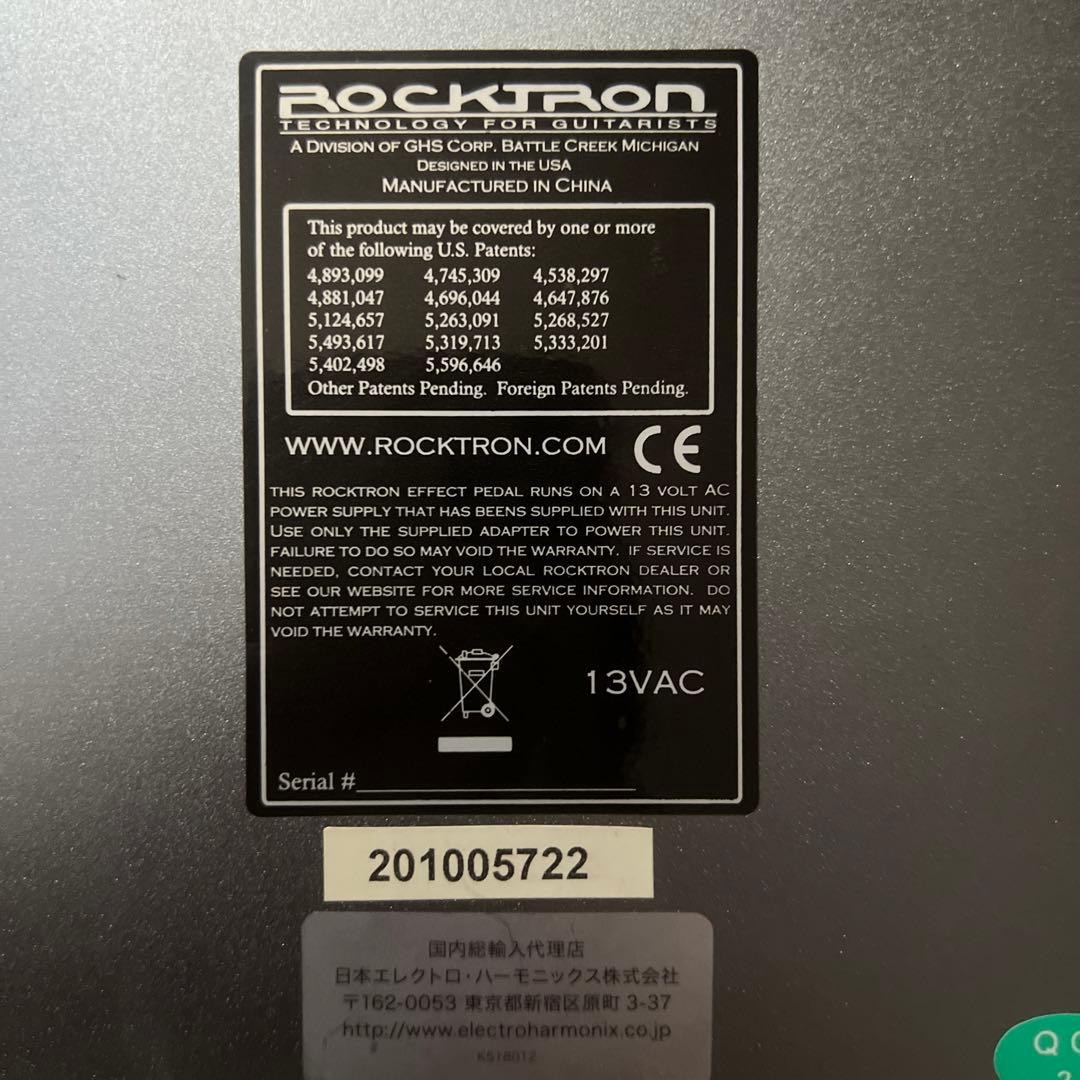 ROCKTRON
TECHNOLOGY FOR GUITARISTS
A DIVISION OF GHS CORP. BATTLE CREEK MICHIGAN
DESIGNED IN THE USA
MANUFACTURED IN CHINA
This product may be covered by one or more
of the following U.S. Patents:
4,893,099 4,745,309 4,538,297
4,881,047 4,696,044 4,647,876
5,124,657 5,263,091 5,268,527
5,493,617 5,319,713 5,333,201
5,402,498 5,596,646
Other Patents Pending. Foreign Patents Pending.
WWW.ROCKTRON.COM CE
THIS ROCKTRON EFFECT PEDAL RUNS ON A 13 VOLT AC
POWER SUPPLY THAT HAS BEENS SUPPLIED WITH THIS UNIT.
USE ONLY THE SUPPLIED ADAPTER TO POWER THIS UNIT.
FAILURE TO DO SO MAY VOID THE WARRANTY. IF SERVICE IS
NEEDED, CONTACT YOUR LOCAL ROCKTRON DEALER OR
SEE OUR WEBSITE FOR MORE SERVICE INFORMATION. DO
NOT ATTEMPT TO SERVICE THIS UNIT YOURSELF AS IT MAY
VOID THE WARRANTY.
13VAC
Serial #
201005722
国内総輸入代理店
日本エレクトロ・ハーモニックス株式会社
〒162-0053 東京都新宿区原町 3-37
http://www.electroharmonix.co.jp
KS18012